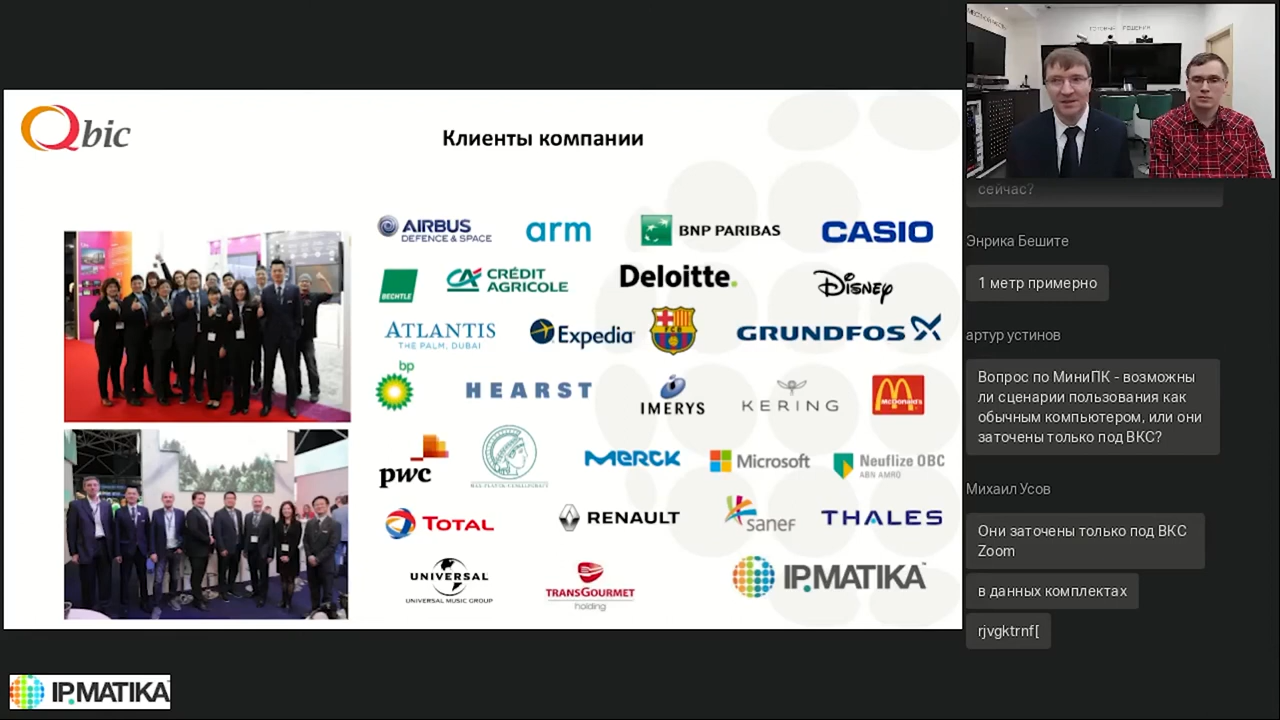 Qbic
Клиенты компании
AIRBUS
DEFENCE & SPACE
arm
BNP PARIBAS
CASIO
BECHTLE
CRÉDIT
AGRICOLE
Deloitte.
Disney
ATLANTIS
THE PALM, DUBAI
Expedia
FCB
GRUNDFOS
bp
HEARST
IMERYS
KERING
McDonald's
pwc
MERCK
Microsoft
Neuflize OBC
ABN AMRO
TOTAL
RENAULT
sanef
THALES
UNIVERSAL
UNIVERSAL MUSIC GROUP
TRANSGOURMET
holding
IPMATIKA
IPMATIKA
сейчас?
Энрика Бешите
1 метр примерно
артур устинов
Вопрос по МиниПК - возможны
ли сценарии пользования как
обычным компьютером, или они
заточены только под ВКС?
Михаил Усов
Они заточены только под ВКС
Zoom
в данных комплектах
rjvgktrnf[